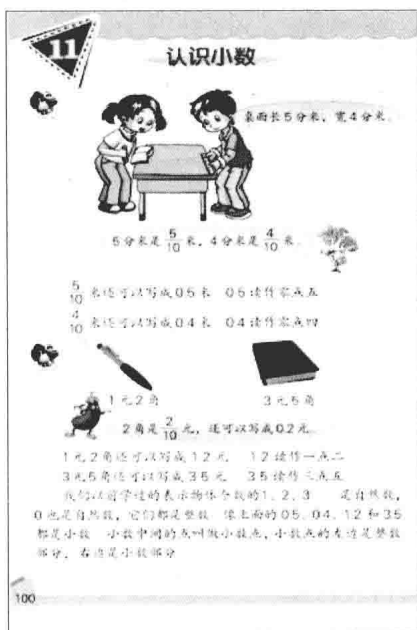 11
认识小数
桌面长5分米，宽4分米。
5分米是5/10米，4分米是4/10米。
5/10米还可以写成05米 05读作零点五
4/10米还可以写成04米 04读作零点四
1元2角 3元5角
2角是2/10元，还可以写成02元
1元2角还可以写成12元 12读作一点二
3元5角还可以写成35元 35读作三点五
我们以前学过的表示物体个数的1、2、3 是自然数，
0也是自然数，它们都是整数 像上面的05、04、12和35
都是小数 小数中间的点叫做小数点，小数点的左边是整数
部分，右边是小数部分
100